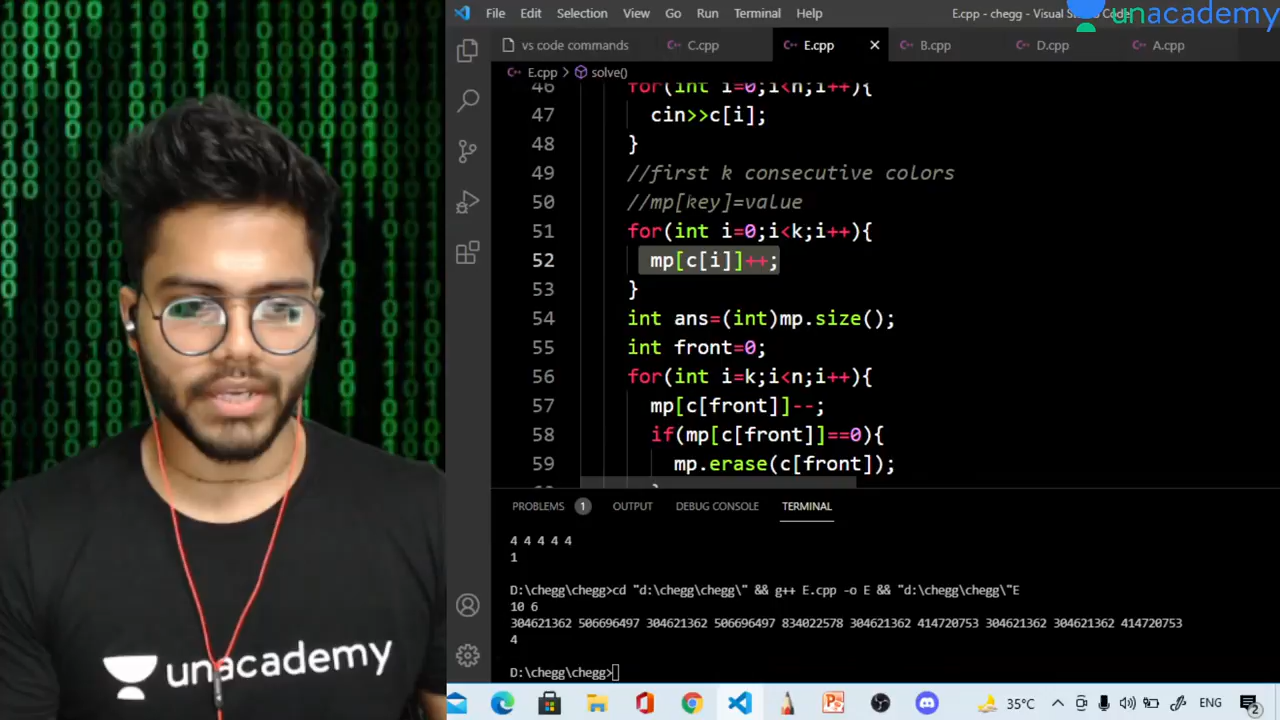 File Edit Selection View Go Run Terminal Help E.cpp - chegg - Visual St
unacademy
vs code commands C.cpp E.cpp B.cpp D.cpp A.cpp
E.cpp > solve()
46 for(int i=0;i<n;i++){
47 cin>>c[i];
48 }
49 //first k consecutive colors
50 //mp[key]=value
51 for(int i=0;i<k;i++){
52 mp[c[i]]++;
53 }
54 int ans=(int)mp.size();
55 int front=0;
56 for(int i=k;i<n;i++){
57 mp[c[front]]--;
58 if(mp[c[front]]==0){
59 mp.erase(c[front]);
}
PROBLEMS 1 OUTPUT DEBUG CONSOLE TERMINAL
4 4 4 4 4
1
D:\chegg\chegg>cd "d:\chegg\chegg\" && g++ E.cpp -o E && "d:\chegg\chegg\"E
10 6
304621362 506696497 304621362 506696497 834022578 304621362 414720753 304621362 304621362 414720753
4
D:\chegg\chegg>
unacademy
35°C ENG 2